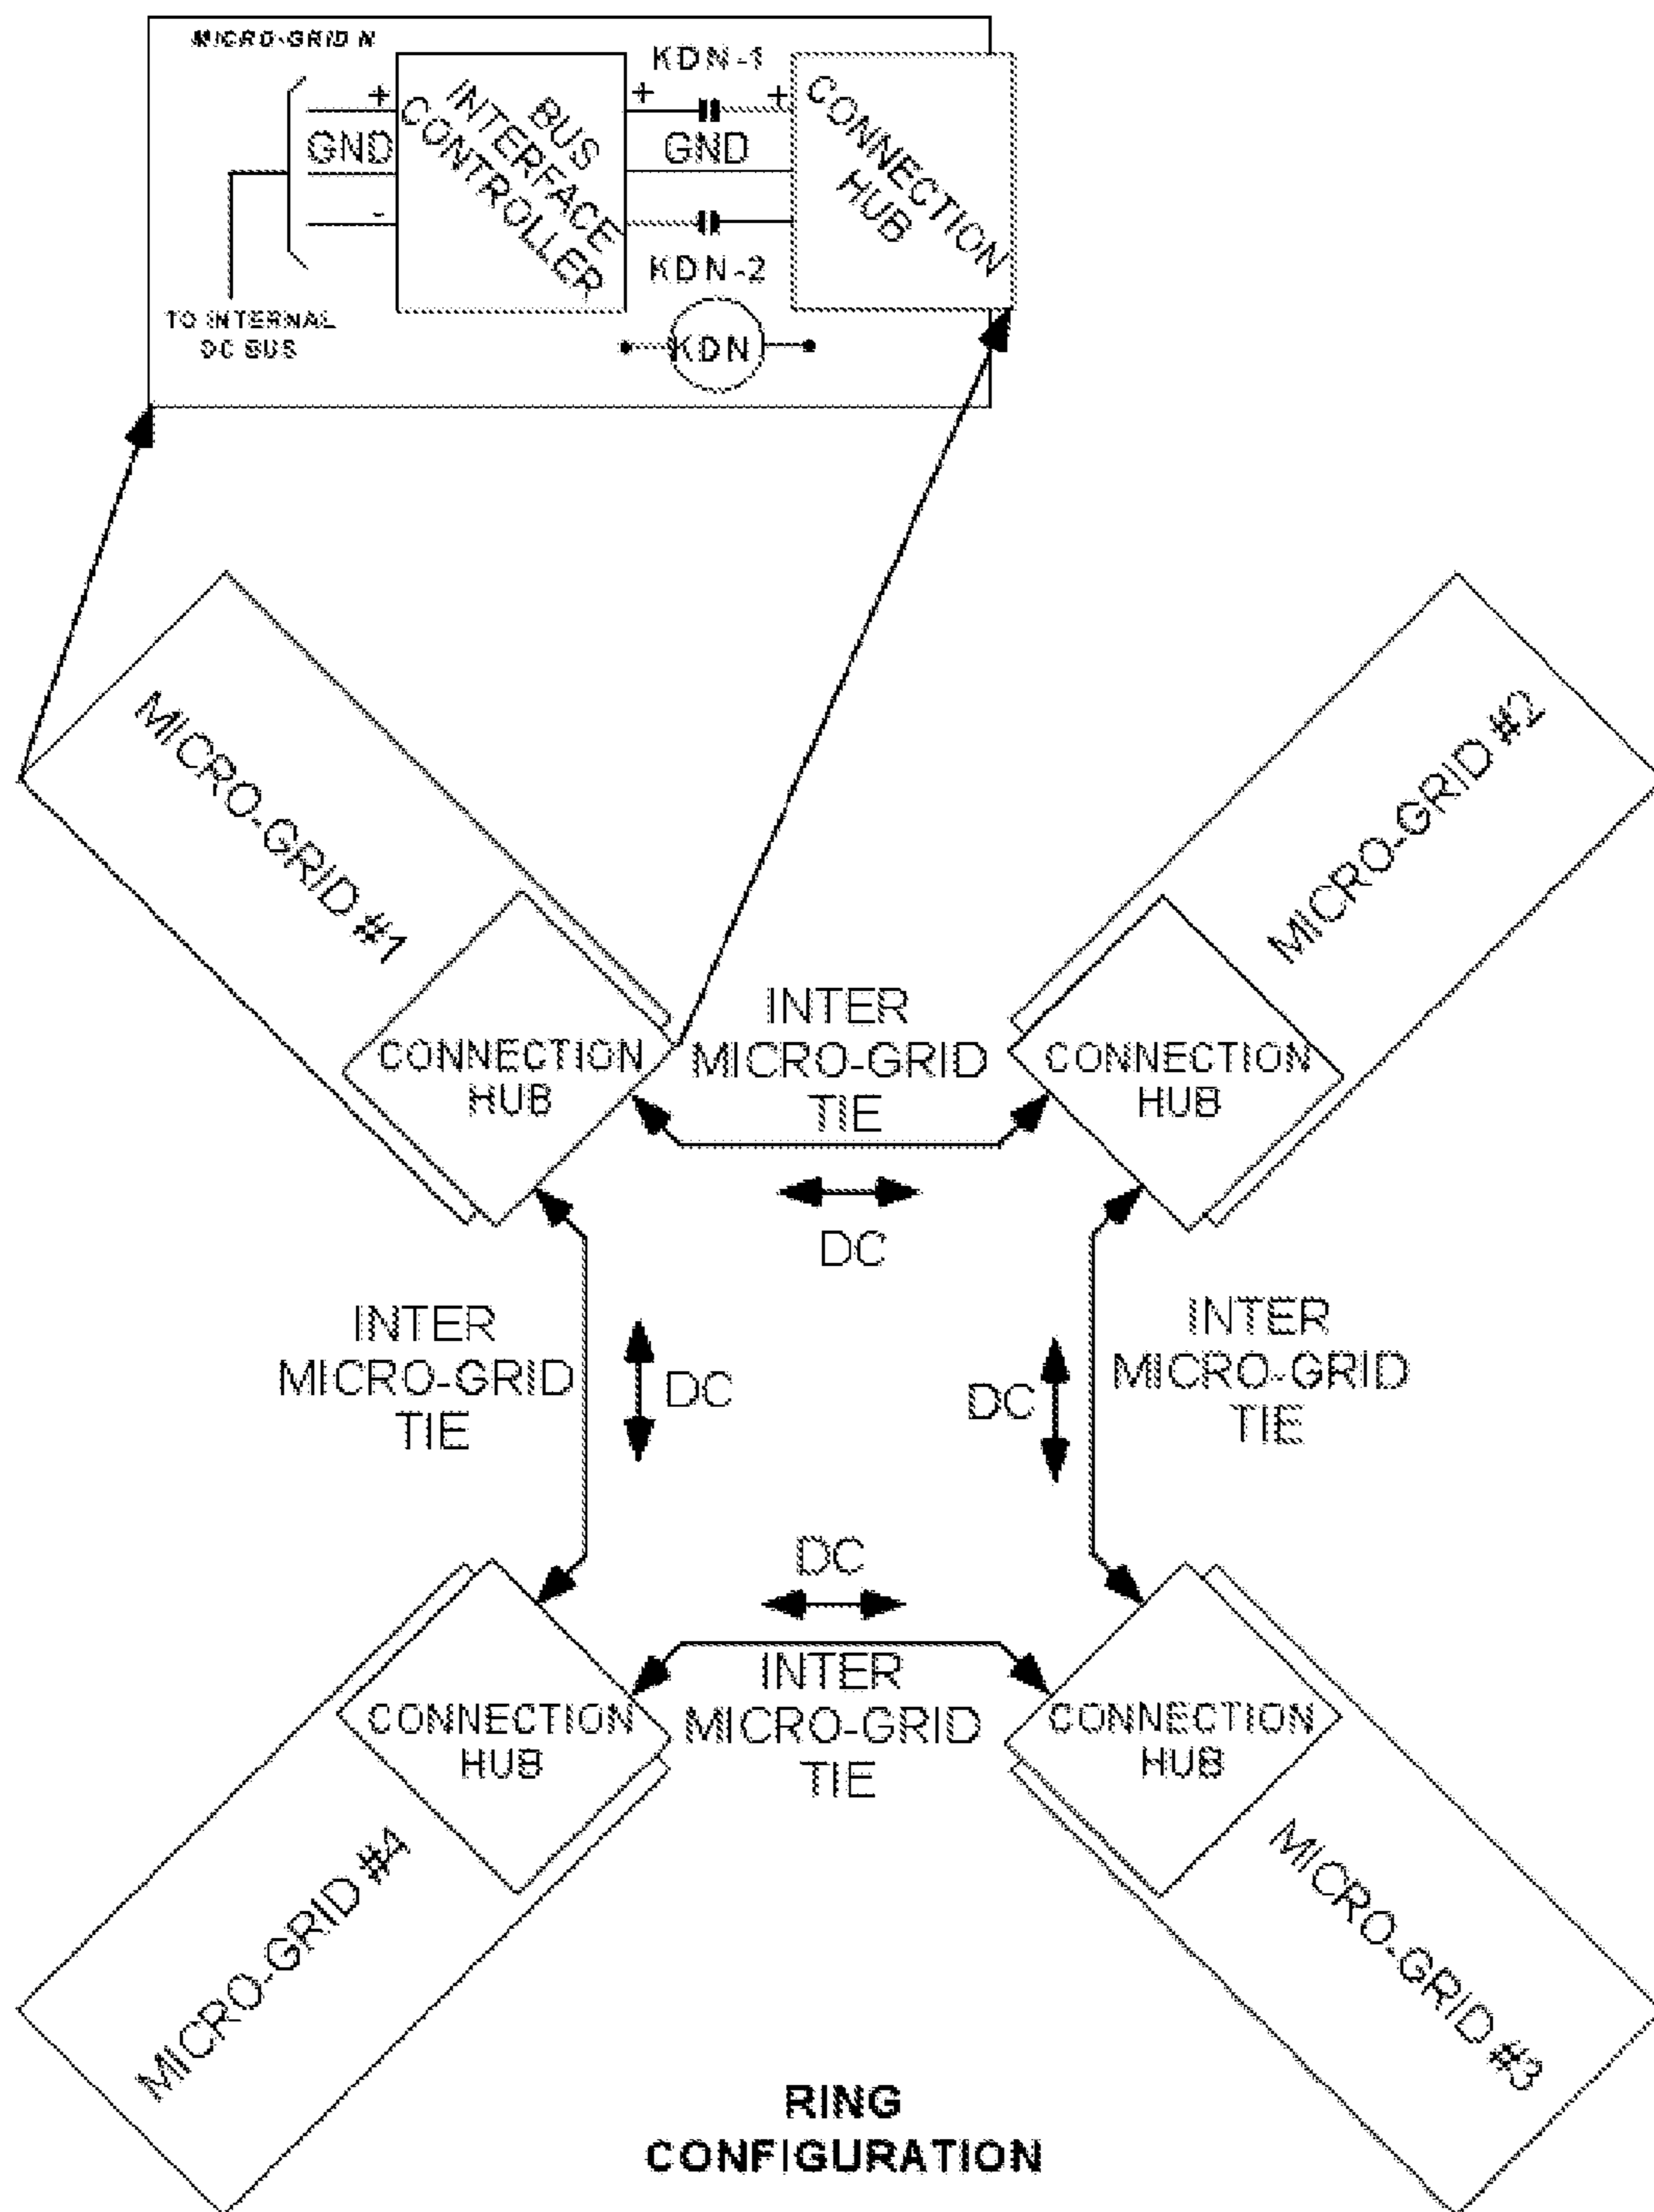 MICRO-GRID N
KDN-1
+
+
+
GND
GND
-
BUS
INTERFACE
CONTROLLER
CONNECTION
HUB
KDN-2
TO INTERNAL
DC BUS
KDN
MICRO-GRID #1
MICRO-GRID #2
CONNECTION
HUB
INTER
MICRO-GRID
TIE
CONNECTION
HUB
DC
INTER
MICRO-GRID
TIE
DC
DC
INTER
MICRO-GRID
TIE
DC
CONNECTION
HUB
INTER
MICRO-GRID
TIE
CONNECTION
HUB
MICRO-GRID #4
MICRO-GRID #3
RING
CONFIGURATION